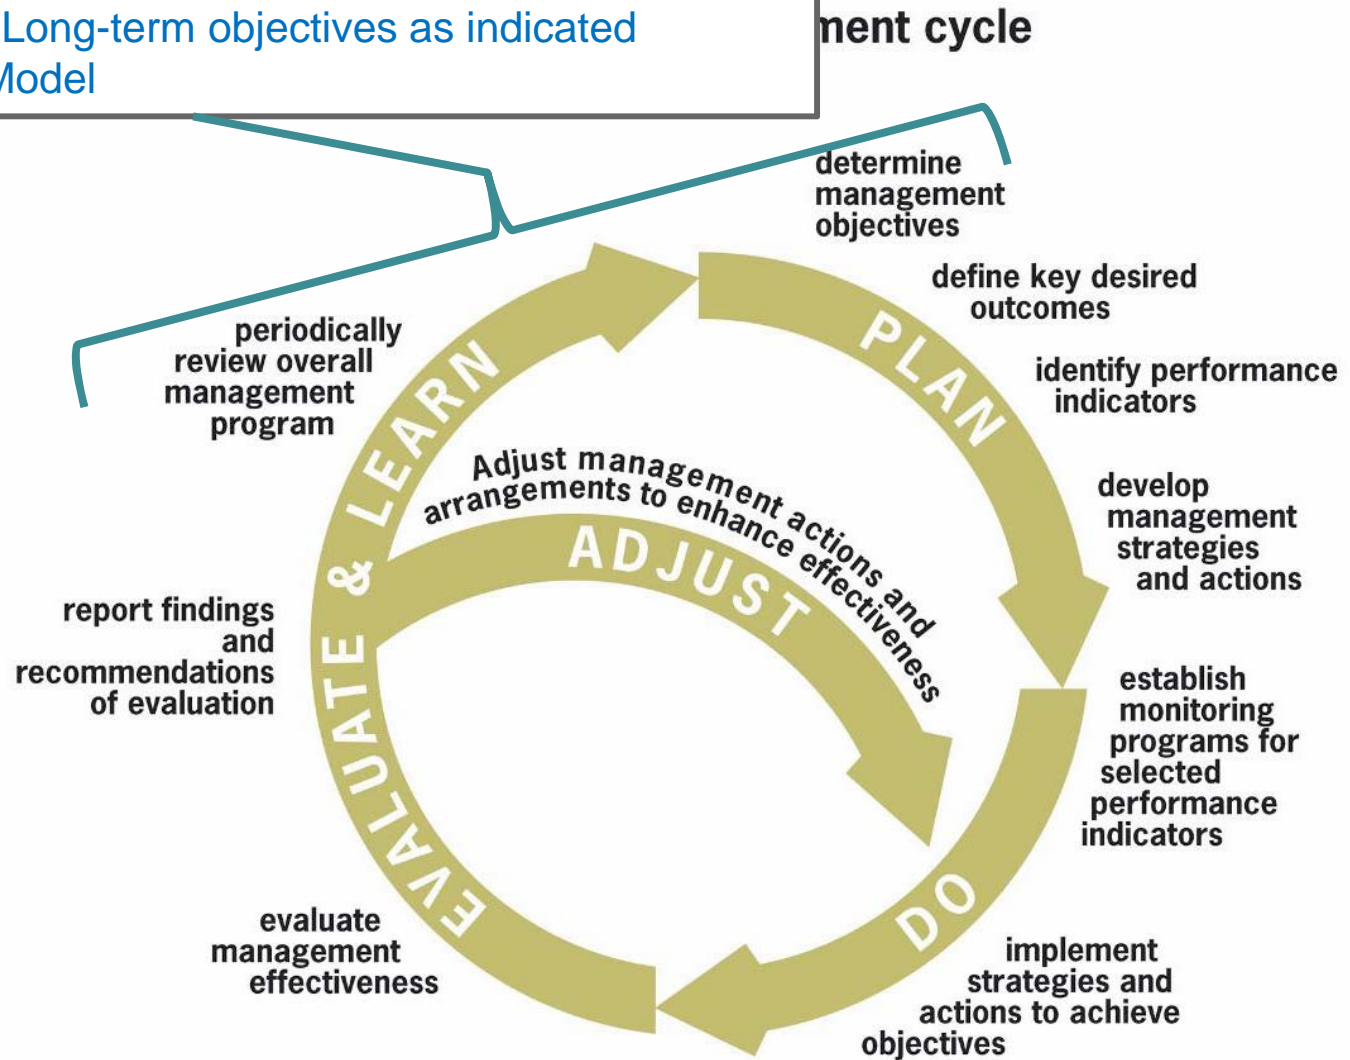 Long-term objectives as indicated
Model
ment cycle
determine
management
objectives
define key desired
outcomes
identify performance
indicators
develop
management
strategies
and actions
establish
monitoring
programs for
selected
performance
indicators
implement
strategies and
actions to achieve
objectives
evaluate
management
effectiveness
report findings
and
recommendations
of evaluation
periodically
review overall
management
program
PLAN
DO
EVALUATE & LEARN
Adjust management actions and
arrangements to enhance effectiveness
ADJUST